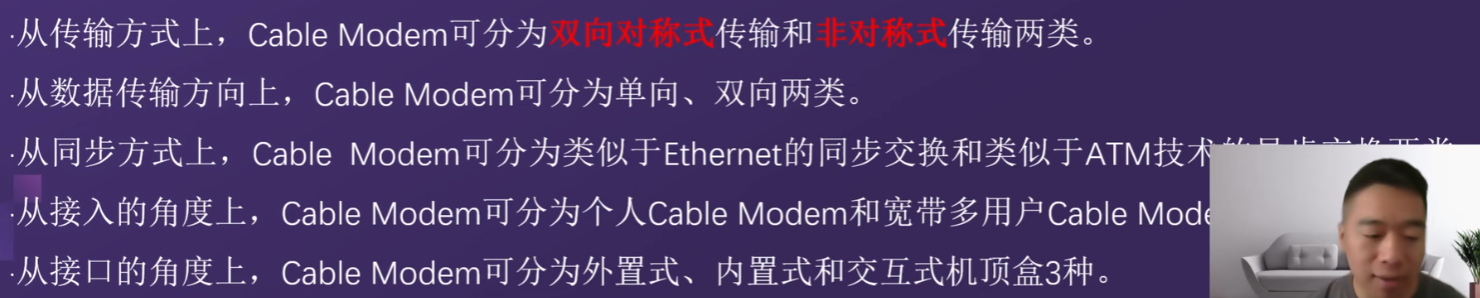 ·从传输方式上，Cable Modem可分为双向对称式传输和非对称式传输两类。
·从数据传输方向上，Cable Modem可分为单向、双向两类。
·从同步方式上，Cable Modem可分为类似于Ethernet的同步交换和类似于ATM技术
·从接入的角度上，Cable Modem可分为个人Cable Modem和宽带多用户Cable Mode
·从接口的角度上，Cable Modem可分为外置式、内置式和交互式机顶盒3种。